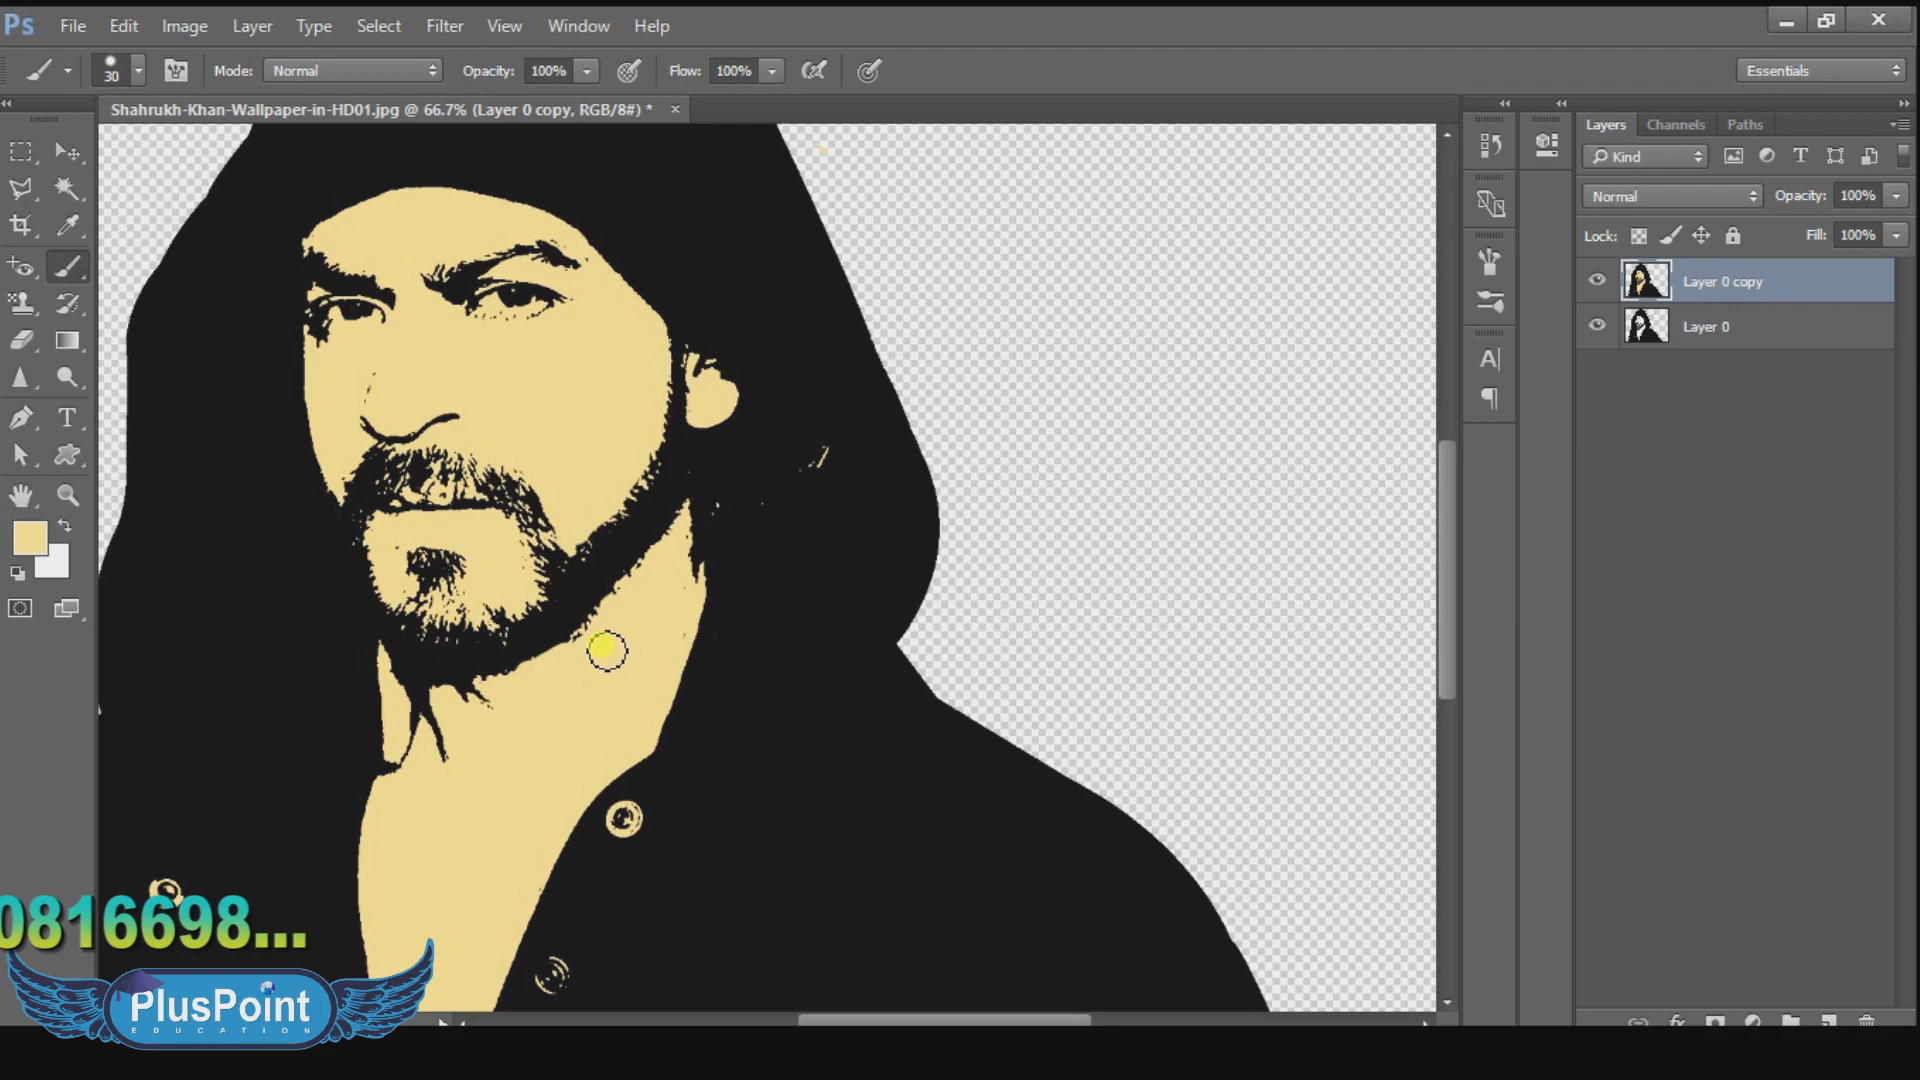 Ps File Edit Image Layer Type Select Filter View Window Help
30 Mode: Normal Opacity: 100% Flow: 100% Essentials
Shahrukh-Khan-Wallpaper-in-HD01.jpg @ 66.7% (Layer 0 copy, RGB/8#) * ×
Layers Channels Paths
Kind
Normal Opacity: 100%
Lock: Fill: 100%
Layer 0 copy
Layer 0
0816698...
PlusPoint
EDUCATION